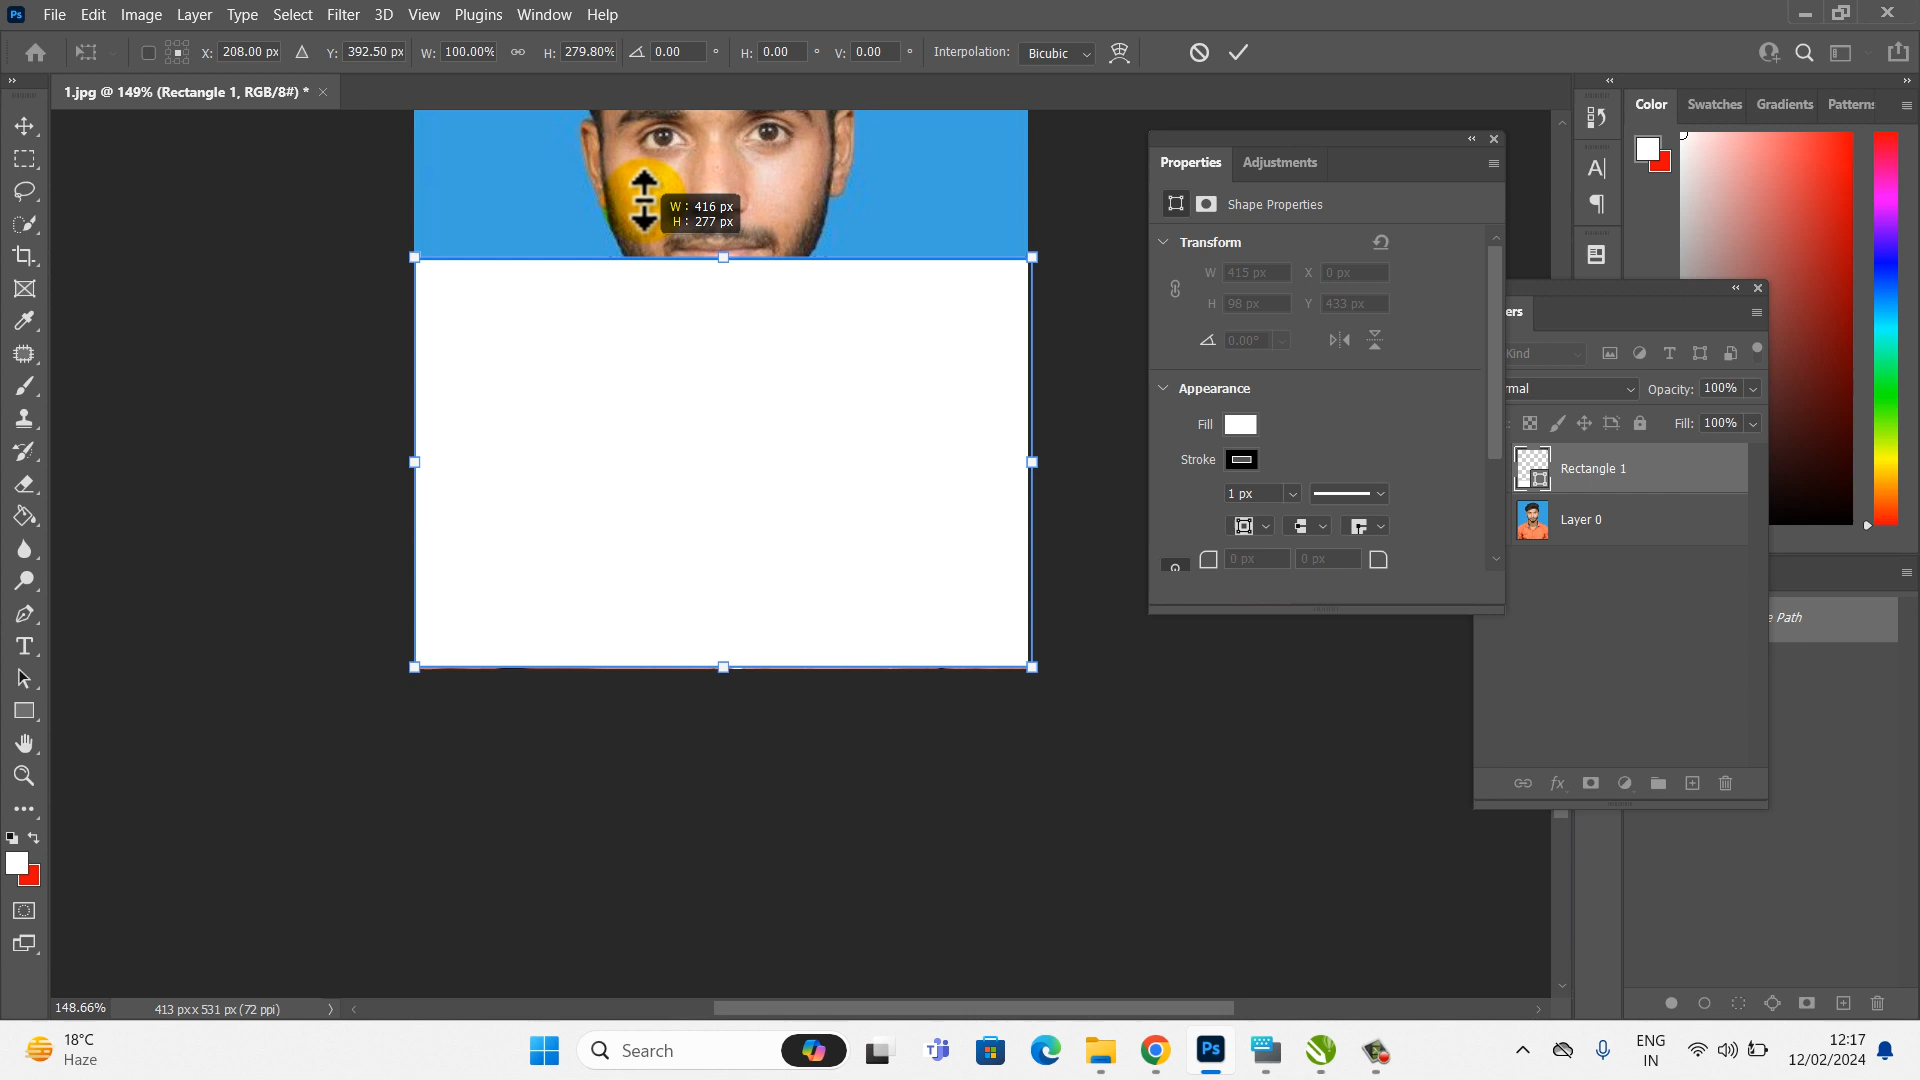 Ps File Edit Image Layer Type Select Filter 3D View Plugins Window Help
X: 208.00 px Y: 392.50 px W: 100.00% H: 279.80% 0.00 ° H: 0.00 ° V: 0.00 ° Interpolation: Bicubic
1.jpg @ 149% (Rectangle 1, RGB/8#) *
W: 416 px
H: 277 px
Properties Adjustments
Shape Properties
Transform
W 415 px X 0 px
H 98 px Y 433 px
0.00°
Appearance
Fill
Stroke
1 px
0 px 0 px
Color Swatches Gradients Patterns
ers
Kind
mal Opacity: 100%
Fill: 100%
Rectangle 1
Layer 0
fx
e Path
148.66% 413 px x 531 px (72 ppi)
18°C
Haze
Search
Ps
ENG
IN
12:17
12/02/2024